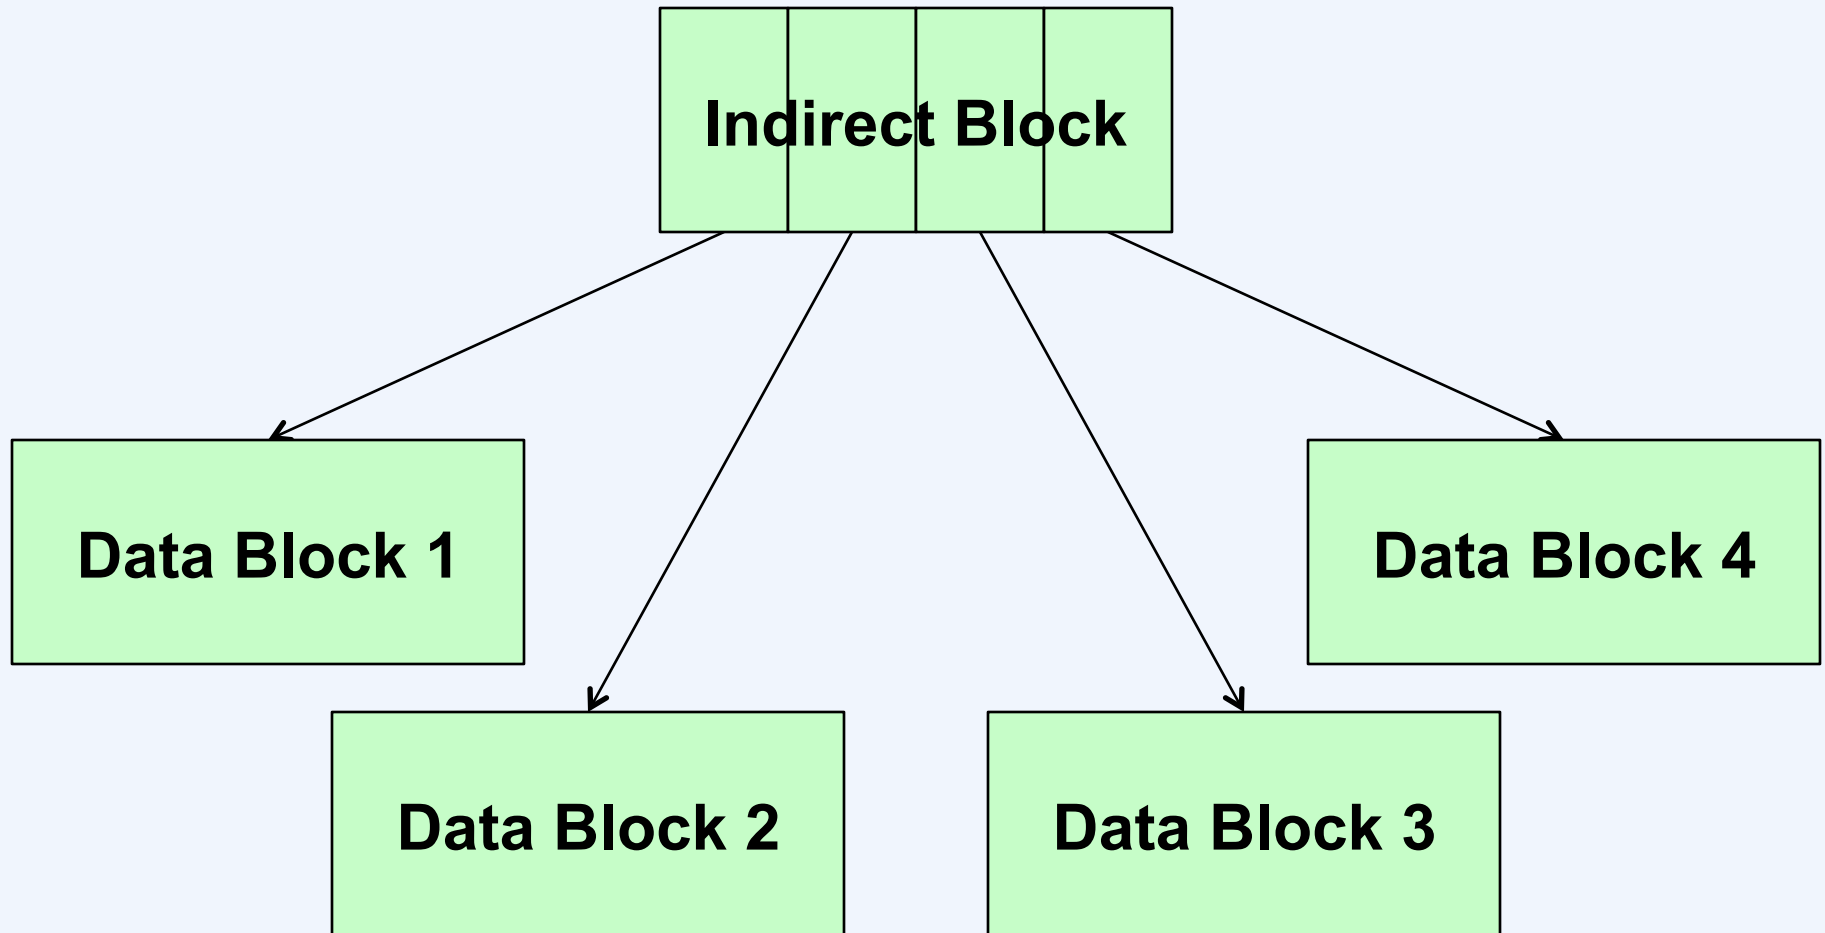 Indirect Block
Data Block 1
Data Block 4
Data Block 2
Data Block 3